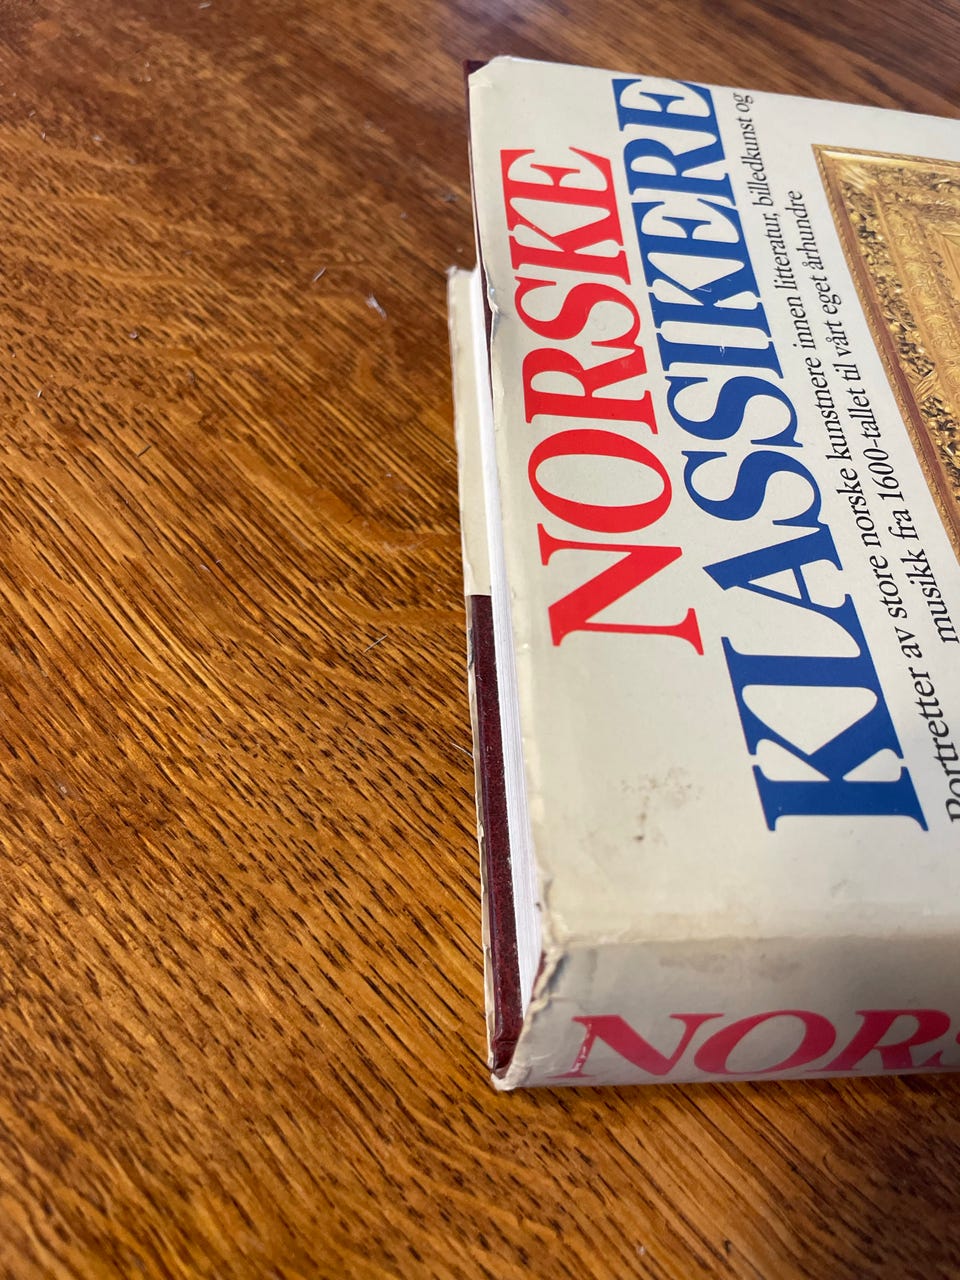 NORSKE
KLASSIKERE
Portretter av store norske kunstnere innen litteratur, billedkunst og
musikk fra 1600-tallet til vårt eget århundre
NORS